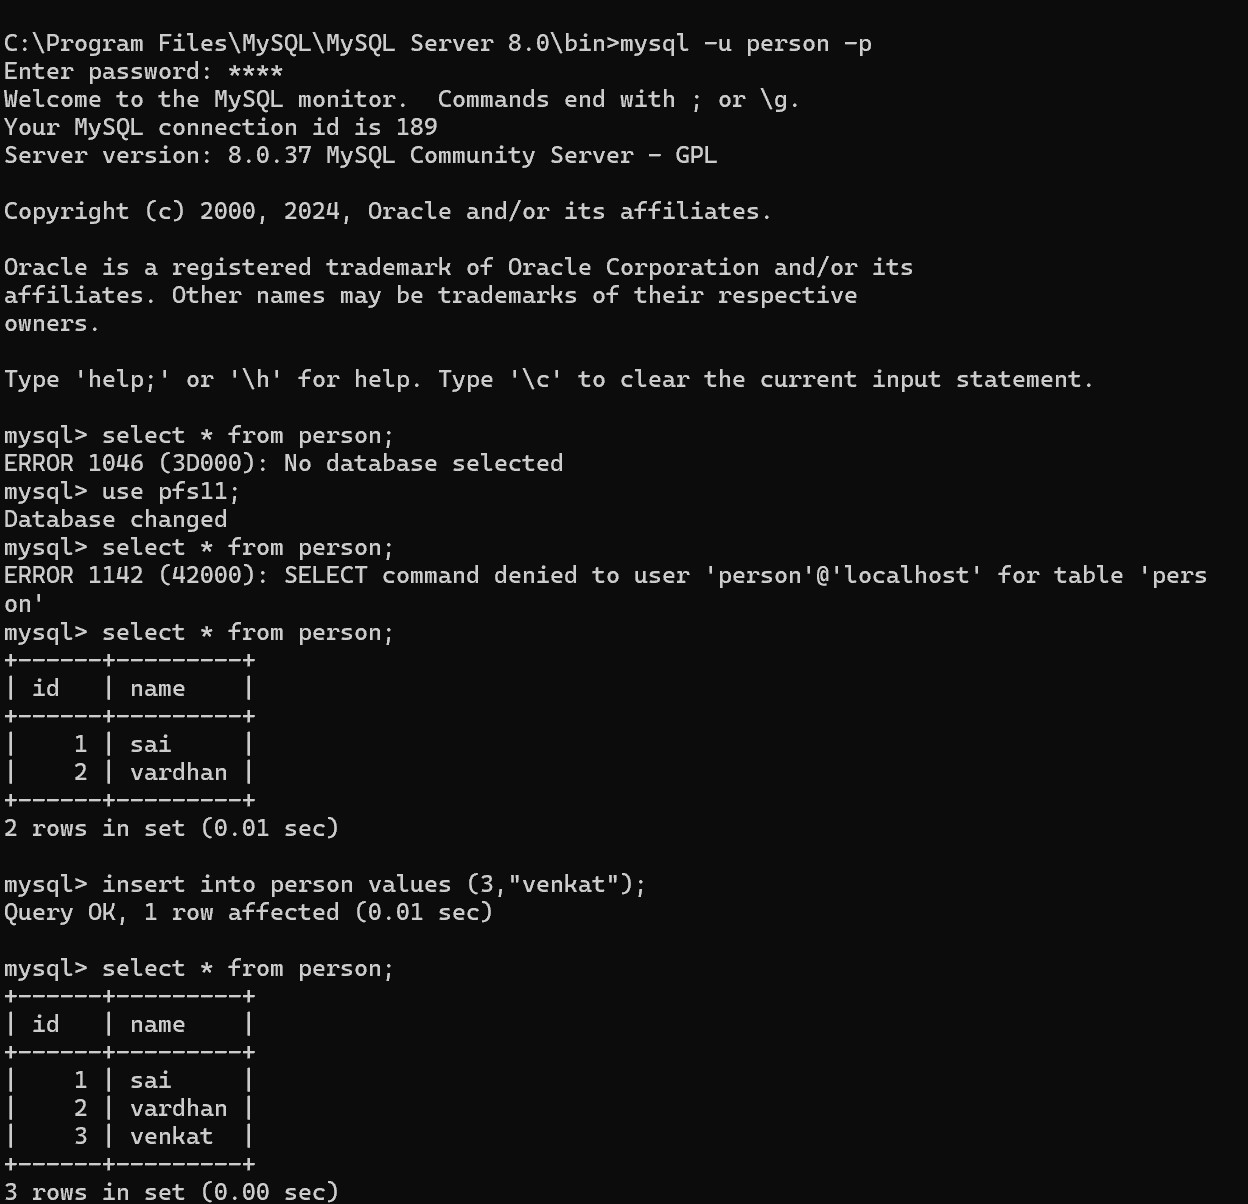 C:\Program Files\MySQL\MySQL Server 8.0\bin>mysql -u person -p
Enter password: ****
Welcome to the MySQL monitor.  Commands end with ; or \g.
Your MySQL connection id is 189
Server version: 8.0.37 MySQL Community Server - GPL

Copyright (c) 2000, 2024, Oracle and/or its affiliates.

Oracle is a registered trademark of Oracle Corporation and/or its
affiliates. Other names may be trademarks of their respective
owners.

Type 'help;' or '\h' for help. Type '\c' to clear the current input statement.

mysql> select * from person;
ERROR 1046 (3D000): No database selected
mysql> use pfs11;
Database changed
mysql> select * from person;
ERROR 1142 (42000): SELECT command denied to user 'person'@'localhost' for table 'pers
on'
mysql> select * from person;
+------+---------+
| id   | name    |
+------+---------+
|    1 | sai     |
|    2 | vardhan |
+------+---------+
2 rows in set (0.01 sec)

mysql> insert into person values (3,"venkat");
Query OK, 1 row affected (0.01 sec)

mysql> select * from person;
+------+---------+
| id   | name    |
+------+---------+
|    1 | sai     |
|    2 | vardhan |
|    3 | venkat  |
+------+---------+
3 rows in set (0.00 sec)